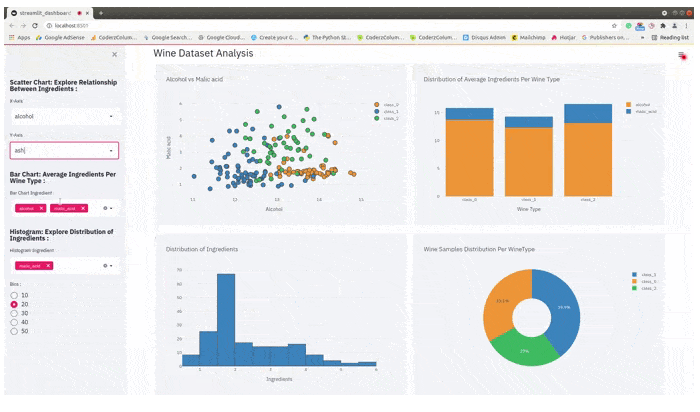 streamlit_dashboard
localhost:8501
Apps
Google AdSense
CoderzColum...
Google Search...
Google Cloud...
Create your G...
The Python St...
CoderzColum...
CoderzColum...
Disqus Admin
Mailchimp
Hotjar
Publishers on...
»
Reading list
Wine Dataset Analysis
Scatter Chart: Explore Relationship
Between Ingredients :
X-Axis
alcohol
Y-Axis
ash
Bar Chart: Average Ingredients Per
Wine Type :
Bar Chart Ingredient:
alcohol
malic_acid
Histogram: Explore Distribution of
Ingredients :
Histogram Ingredient
malic_acid
Bins :
10
20
30
40
50
Alcohol vs Malic acid
class_0
class_1
class_2
Malic acid
6
5
4
3
2
1
11
12
13
14
15
Alcohol
Distribution of Average Ingredients Per Wine Type
alcohol
malic_acid
15
10
5
0
class_0
class_1
class_2
Wine Type
Distribution of Ingredients
70
60
50
40
30
20
10
0
1
2
3
4
5
6
Ingredients
Wine Samples Distribution Per WineType
class_1
class_0
class_2
33.1%
39.9%
27%